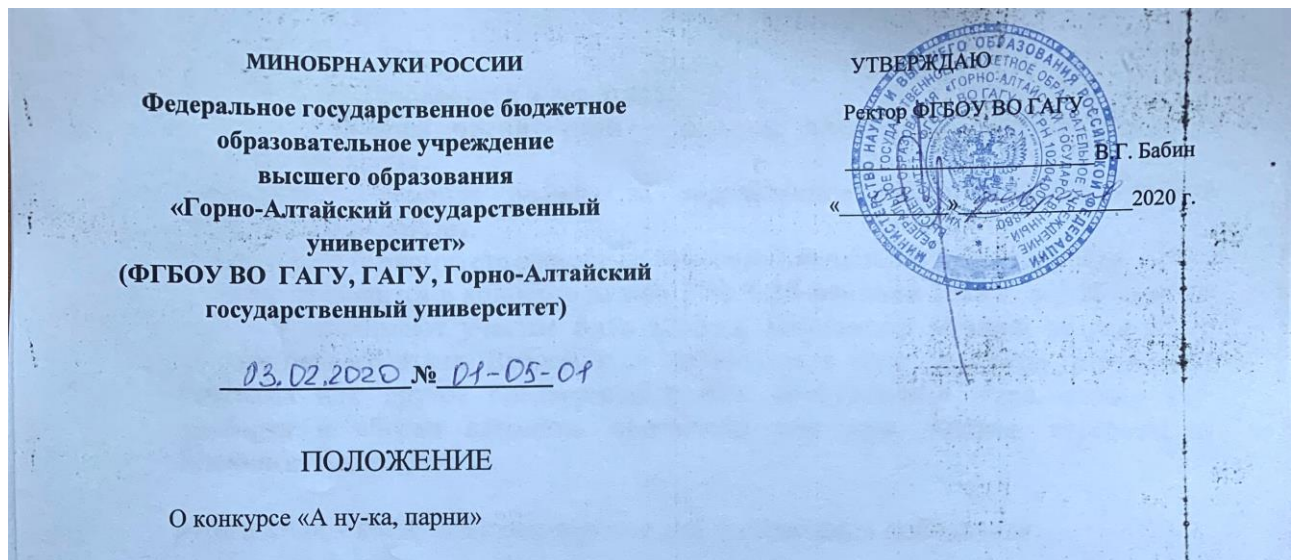 МИНОБРНАУКИ РОССИИ
Федеральное государственное бюджетное
образовательное учреждение
высшего образования
«Горно-Алтайский государственный
университет»
(ФГБОУ ВО ГАГУ, ГАГУ, Горно-Алтайский
государственный университет)
03.02.2020 № 01-05-01
УТВЕРЖДАЮ
Ректор ФГБОУ ВО ГАГУ
В.Г. Бабин
« » 2020 г.
ПОЛОЖЕНИЕ
О конкурсе «А ну-ка, парни»